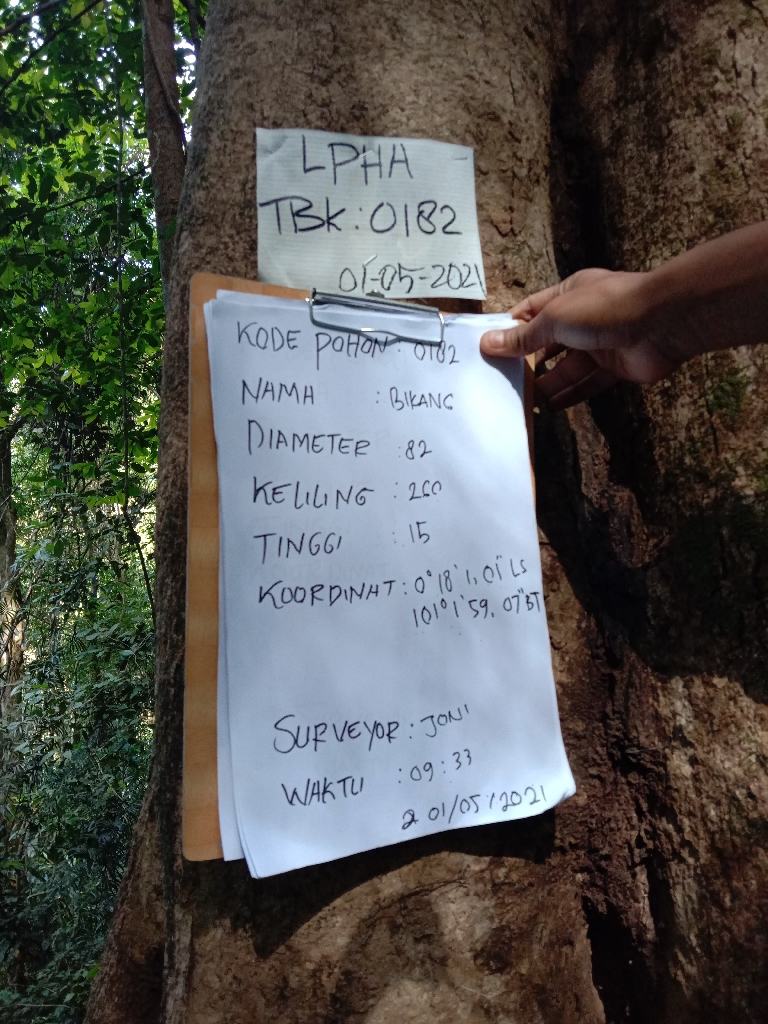 LPHA
TBK : 0182
01-05-2021
KODE POHON : 0182
NAMA : BIKANG
DIAMETER : 82
KELILING : 260
TINGGI : 15
KOORDINAT : 0° 18' 1,01" LS
101° 1' 59,07" BT
SURVEYOR : JONI
WAKTU : 09 : 33
01/05/2021